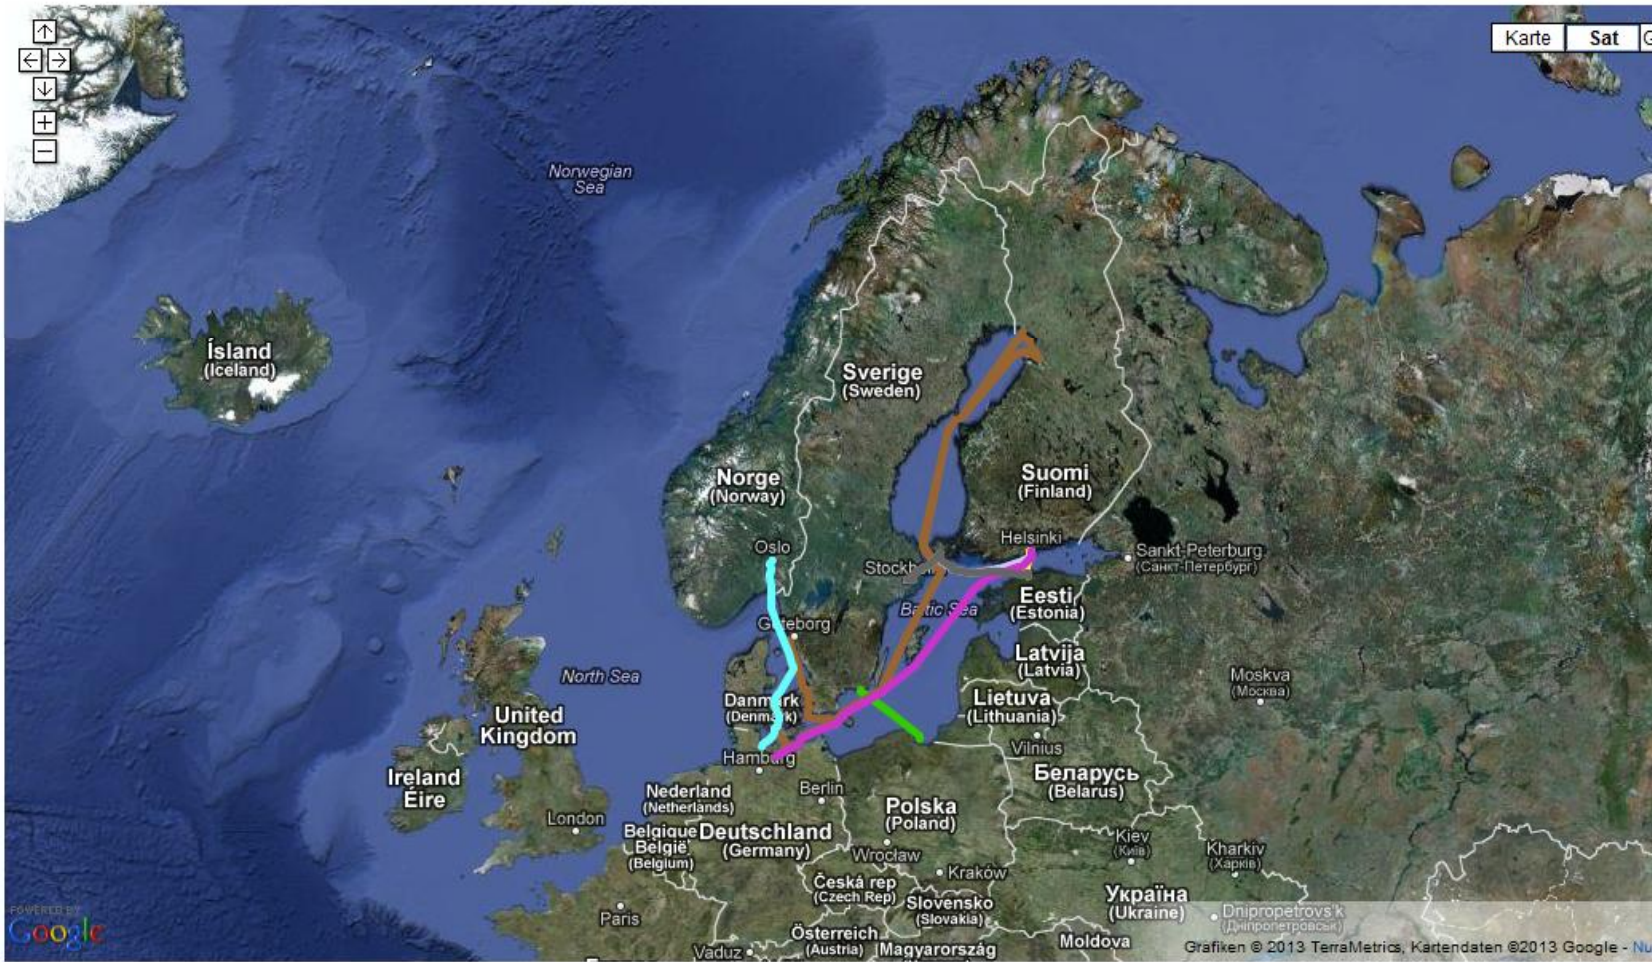 Karte
Sat
G
Norwegian
Sea
Ísland
(Iceland)
Sverige
(Sweden)
Norge
(Norway)
Suomi
(Finland)
Oslo
Helsinki
Sankt-Peterburg
(Санкт-Петербург)
Eesti
(Estonia)
Baltic Sea
Göteborg
Latvija
(Latvia)
North Sea
Moskva
(Москва)
Danmark
(Denmark)
Lietuva
(Lithuania)
United
Kingdom
Vilnius
Hamburg
Ireland
Éire
Беларусь
(Belarus)
Nederland
(Netherlands)
Berlin
Polska
(Poland)
London
België Belgique
(Belgium)
Deutschland
(Germany)
Kiev
(Київ)
Kharkiv
(Харків)
Wrocław
Kraków
Česká rep
(Czech Rep)
Slovensko
(Slovakia)
Україна
(Ukraine)
Paris
Dnipropetrovs'k
(Дніпропетровськ)
Österreich
(Austria)
Magyarország
Moldova
Vaduz
POWERED BY
Google
Grafiken © 2013 TerraMetrics, Kartendaten ©2013 Google - Nu